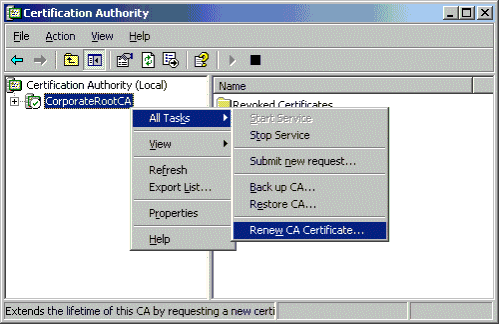 Certification Authority
File Action View Help
Certification Authority (Local)
CorporateRootCA
Name
Revoked Certificates
All Tasks
View
Refresh
Export List...
Properties
Help
Start Service
Stop Service
Submit new request...
Back up CA...
Restore CA...
Renew CA Certificate...
Extends the lifetime of this CA by requesting a new certi